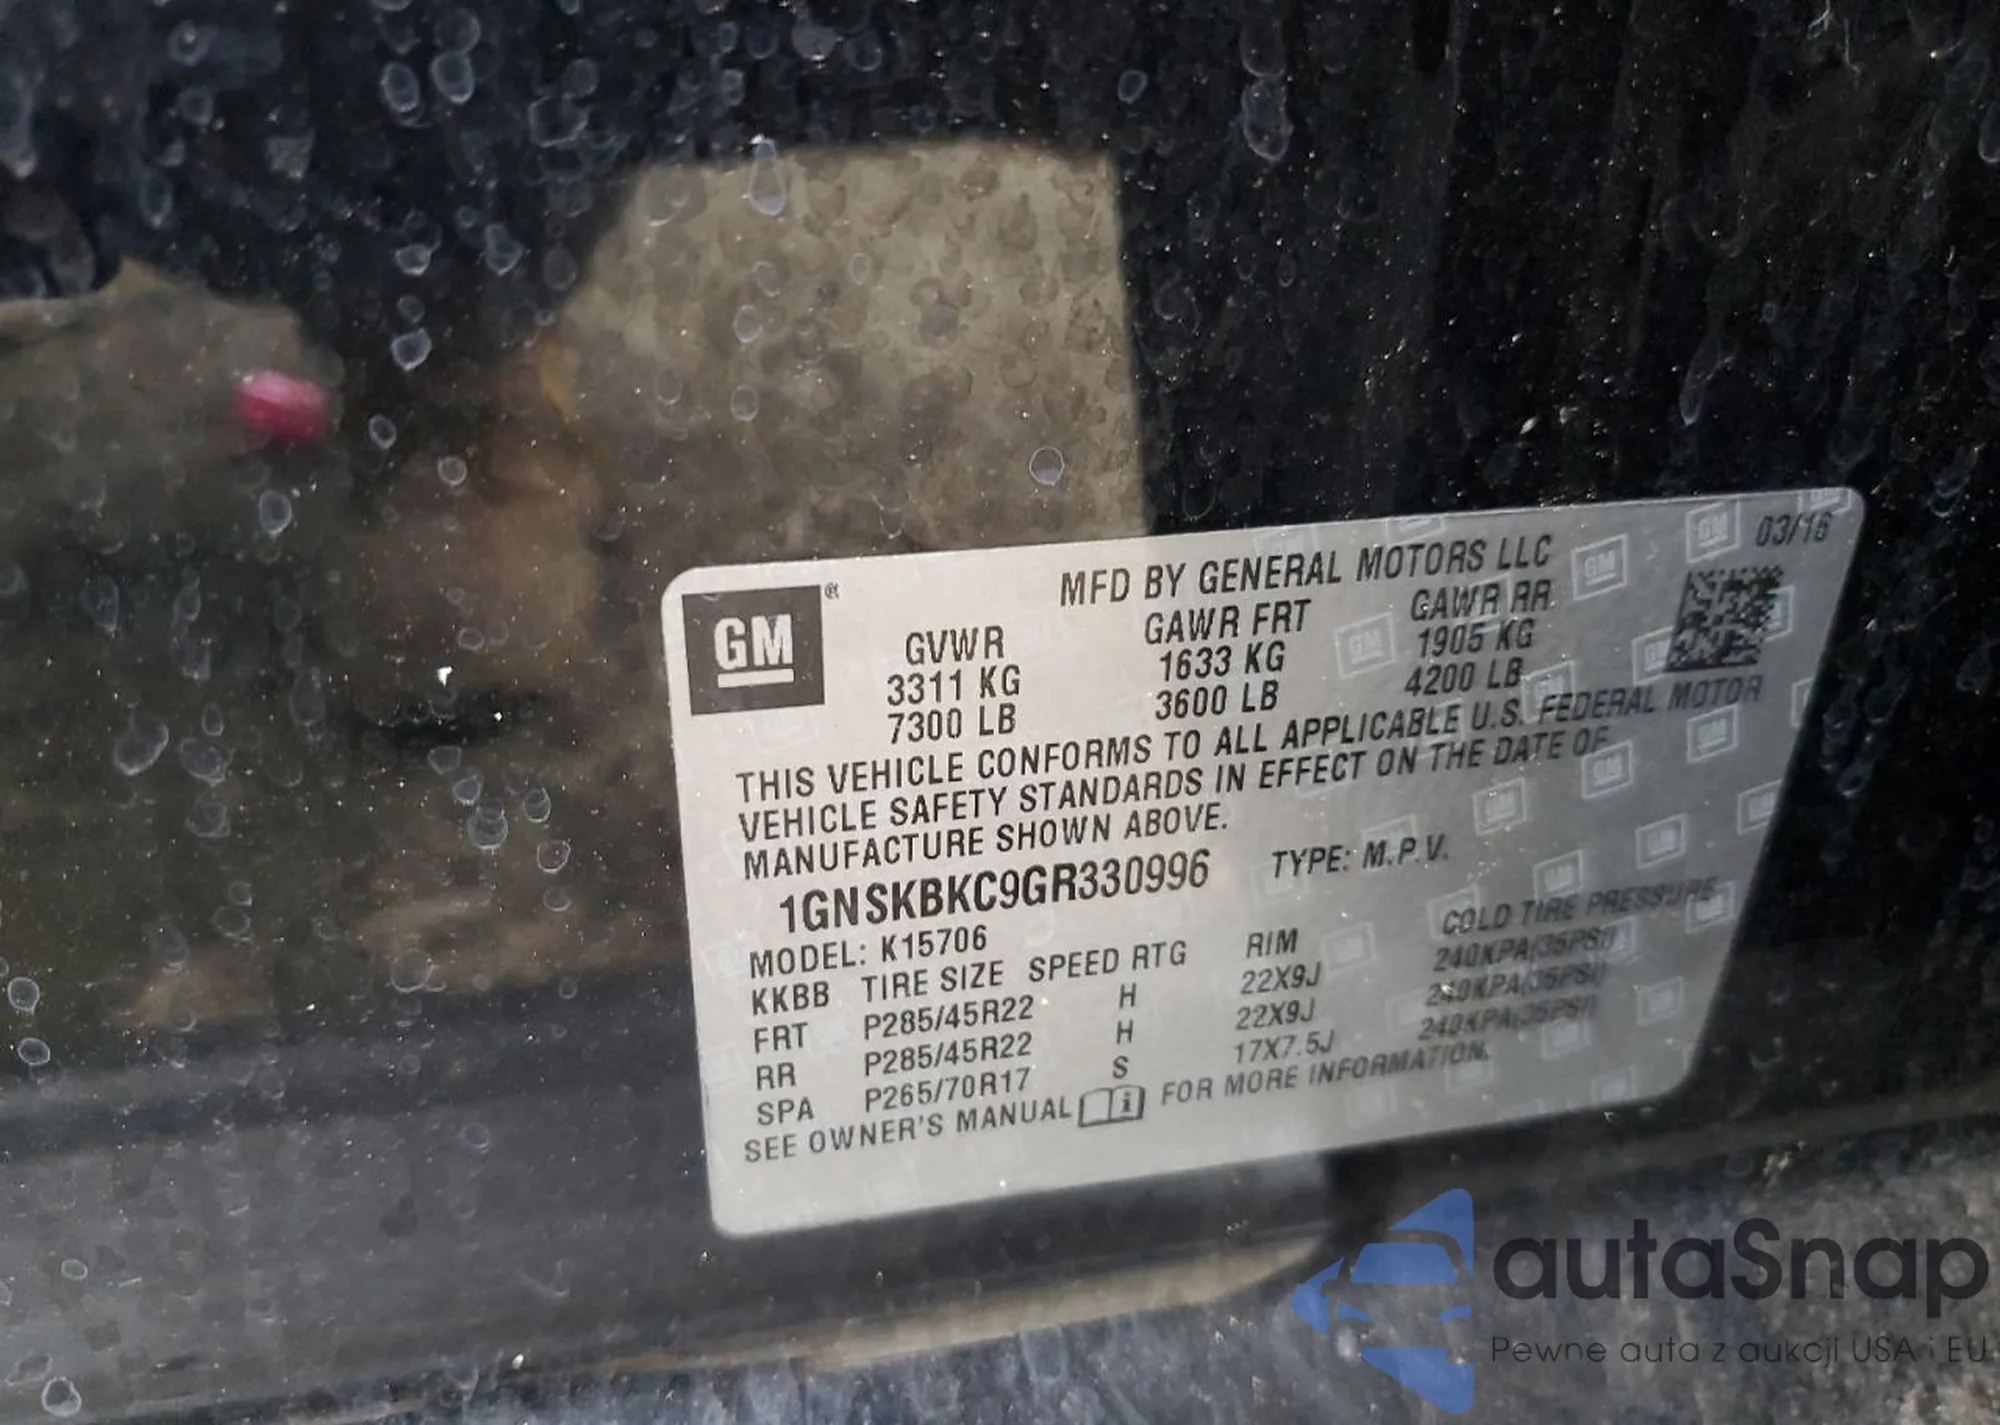 MFD BY GENERAL MOTORS LLC 03/16
GM®
GVWR GAWR FRT GAWR RR
3311 KG 1633 KG 1905 KG
7300 LB 3600 LB 4200 LB
THIS VEHICLE CONFORMS TO ALL APPLICABLE U.S. FEDERAL MOTOR
VEHICLE SAFETY STANDARDS IN EFFECT ON THE DATE OF
MANUFACTURE SHOWN ABOVE.
1GNSKBKC9GR330996 TYPE: M.P.V.
MODEL: K15706
KKBB TIRE SIZE SPEED RTG RIM COLD TIRE PRESSURE
FRT P285/45R22 H 22X9J 240KPA(35PSI)
RR P285/45R22 H 22X9J 240KPA(35PSI)
SPA P265/70R17 S 17X7.5J 240KPA(35PSI)
SEE OWNER'S MANUAL FOR MORE INFORMATION.
autaSnap
Pewne auta z aukcji USA i EU